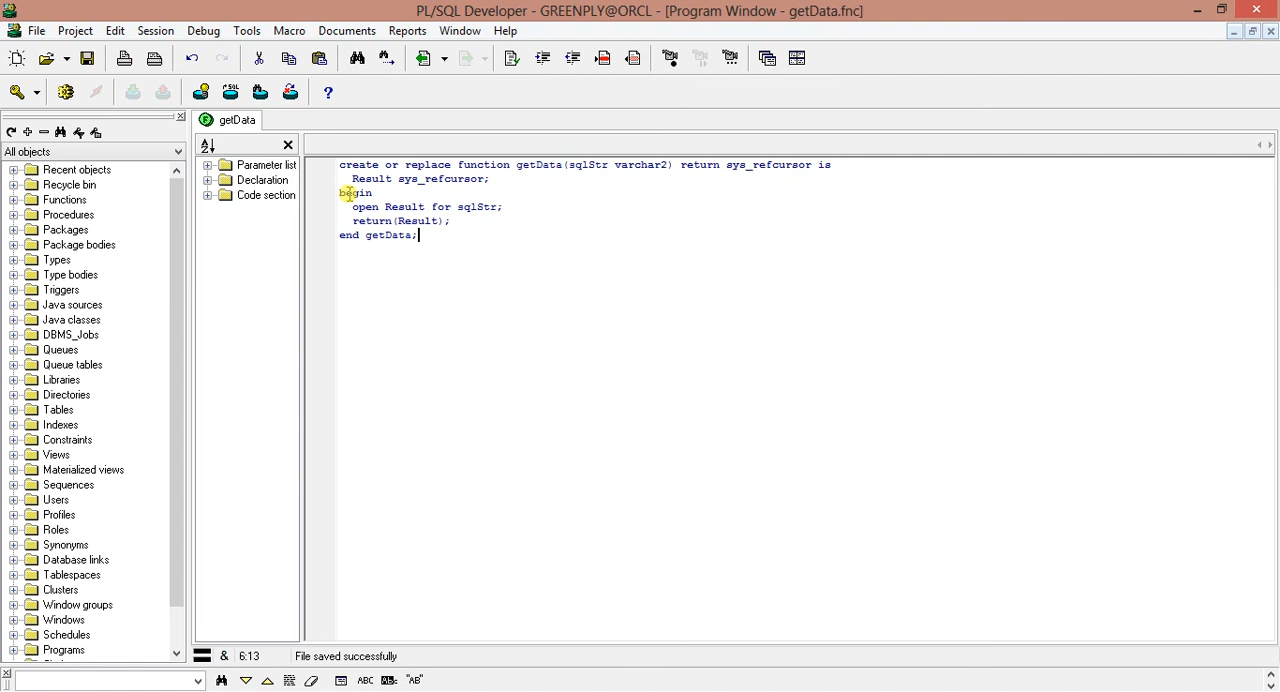 PL/SQL Developer - GREENPLY@ORCL - [Program Window - getData.fnc]
File Project Edit Session Debug Tools Macro Documents Reports Window Help
All objects
Recent objects
Recycle bin
Functions
Procedures
Packages
Package bodies
Types
Type bodies
Triggers
Java sources
Java classes
DBMS_Jobs
Queues
Queue tables
Libraries
Directories
Tables
Indexes
Constraints
Views
Materialized views
Sequences
Users
Profiles
Roles
Synonyms
Database links
Tablespaces
Clusters
Window groups
Windows
Schedules
Programs
getData
Parameter list
Declaration
Code section
create or replace function getData(sqlStr varchar2) return sys_refcursor is
Result sys_refcursor;
begin
open Result for sqlStr;
return(Result);
end getData;
& 6:13 File saved successfully
ABC "AB"